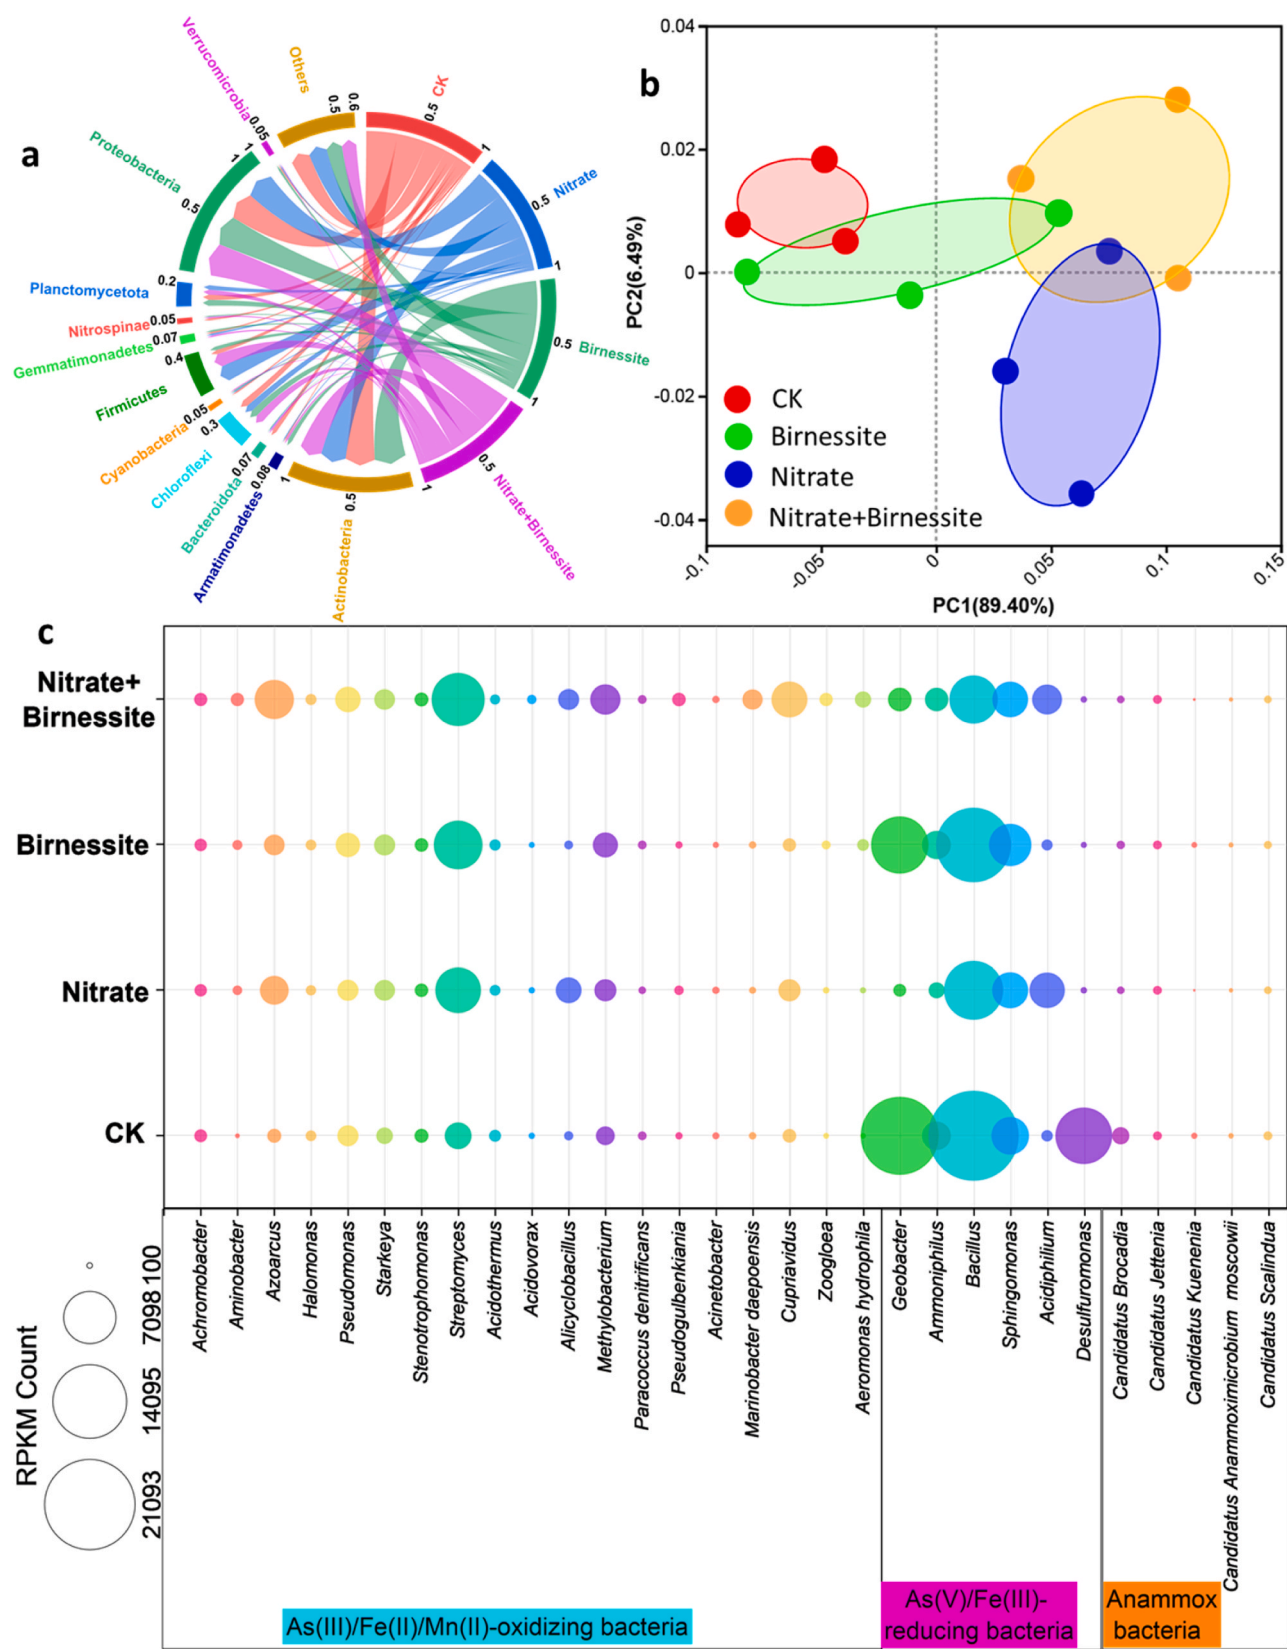 a
Verrucomicrobia
0.05
Others
0.5
0.6
CK
0.5
1
Nitrate
0.5
1
Birnessite
0.5
1
Nitrate+Birnessite
0.5
1
Actinobacteria
0.5
1
Armatimonadetes
0.08
Bacteroidota
0.07
Chloroflexi
0.3
Cyanobacteria
0.05
Firmicutes
0.4
Gemmatimonadetes
0.07
Nitrospinae
0.05
Planctomycetota
0.2
Proteobacteria
0.5
1
1
b
0.04
0.02
0
-0.02
-0.04
PC2(6.49%)
CK
Birnessite
Nitrate
Nitrate+Birnessite
-0.1
-0.05
0
0.05
0.1
0.15
PC1(89.40%)
c
Nitrate+
Birnessite
Birnessite
Nitrate
CK
RPKM Count
100
7098
14095
21093
Achromobacter
Aminobacter
Azoarcus
Halomonas
Pseudomonas
Starkeya
Stenotrophomonas
Streptomyces
Acidothermus
Acidovorax
Alicyclobacillus
Methylobacterium
Paracoccus denitrificans
Pseudogulbenkiania
Acinetobacter
Marinobacter daepoensis
Cupriavidus
Zoogloea
Aeromonas hydrophila
Geobacter
Ammoniphilus
Bacillus
Sphingomonas
Acidiphilium
Desulfuromonas
Candidatus Brocadia
Candidatus Jettenia
Candidatus Kuenenia
Candidatus Anammoximicrobium moscowii
Candidatus Scalindua
As(III)/Fe(II)/Mn(II)-oxidizing bacteria
As(V)/Fe(III)-
reducing bacteria
Anammox
bacteria